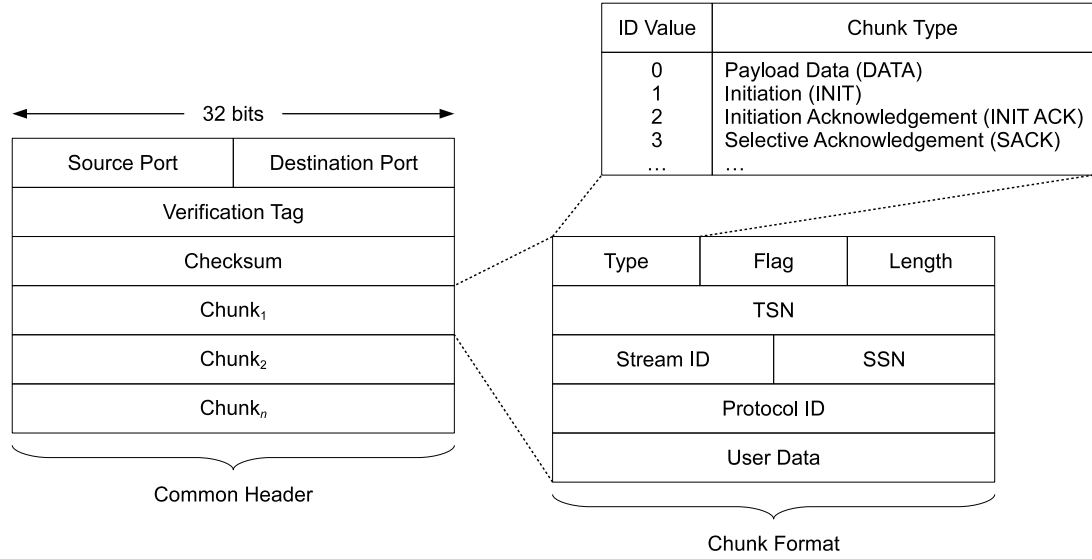 ID Value Chunk Type
0 Payload Data (DATA)
1 Initiation (INIT)
2 Initiation Acknowledgement (INIT ACK)
3 Selective Acknowledgement (SACK)
… …
32 bits
Source Port Destination Port
Verification Tag
Checksum
Chunk1
Chunk2
Chunkn
Common Header
Type Flag Length
TSN
Stream ID SSN
Protocol ID
User Data
Chunk Format